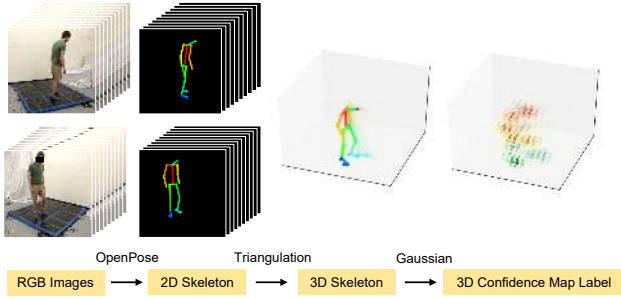 OpenPose
Triangulation
Gaussian
RGB Images
2D Skeleton
3D Skeleton
3D Confidence Map Label